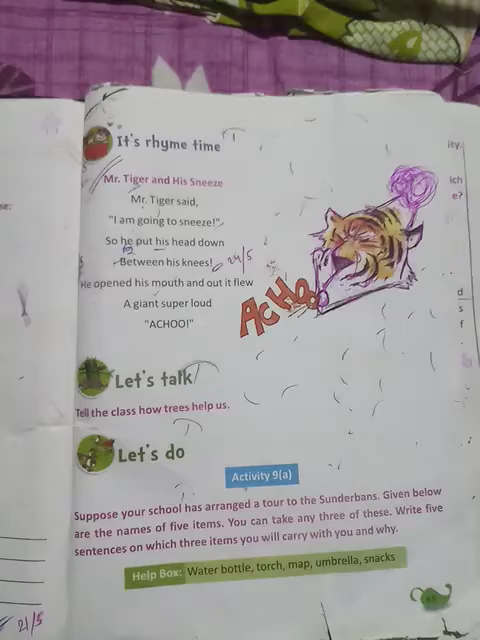 It's rhyme time
Mr. Tiger and His Sneeze
Mr. Tiger said,
"I am going to sneeze!"
So he put his head down
Between his knees!
24/5
He opened his mouth and out it flew
A giant super loud
"ACHOO!"
ACHOo
Let's talk
Tell the class how trees help us.
Let's do
Activity 9(a)
Suppose your school has arranged a tour to the Sunderbans. Given below
are the names of five items. You can take any three of these. Write five
sentences on which three items you will carry with you and why.
Help Box: Water bottle, torch, map, umbrella, snacks
21/5
se:
ity.
ich
e?
d
s
f